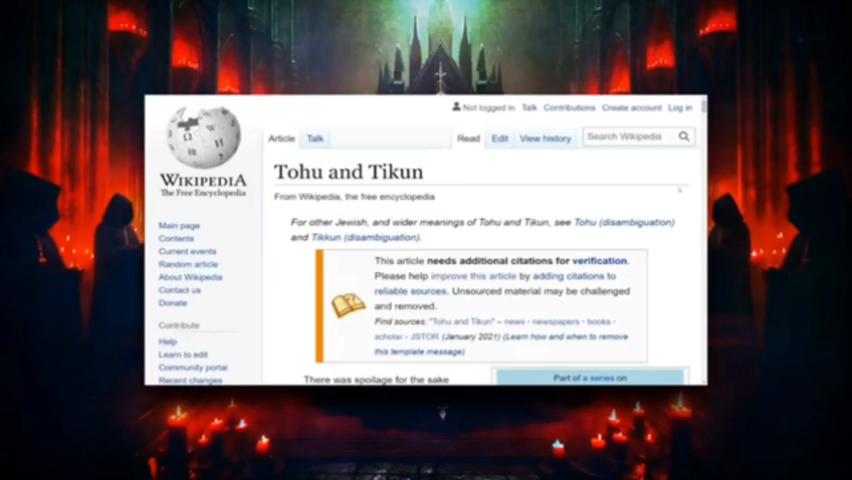 Not logged in Talk Contributions Create account Log in
Article Talk Read Edit View history Search Wikipedia
WIKIPEDIA
The Free Encyclopedia
Tohu and Tikun
From Wikipedia, the free encyclopedia
For other Jewish, and wider meanings of Tohu and Tikun, see Tohu (disambiguation)
and Tikkun (disambiguation).
This article needs additional citations for verification.
Please help improve this article by adding citations to
reliable sources. Unsourced material may be challenged
and removed.
Find sources: "Tohu and Tikun" – news · newspapers · books ·
scholar · JSTOR (January 2021) (Learn how and when to remove
this template message)
There was spoilage for the sake
Part of a series on
Main page
Contents
Current events
Random article
About Wikipedia
Contact us
Donate
Contribute
Help
Learn to edit
Community portal
Recent changes